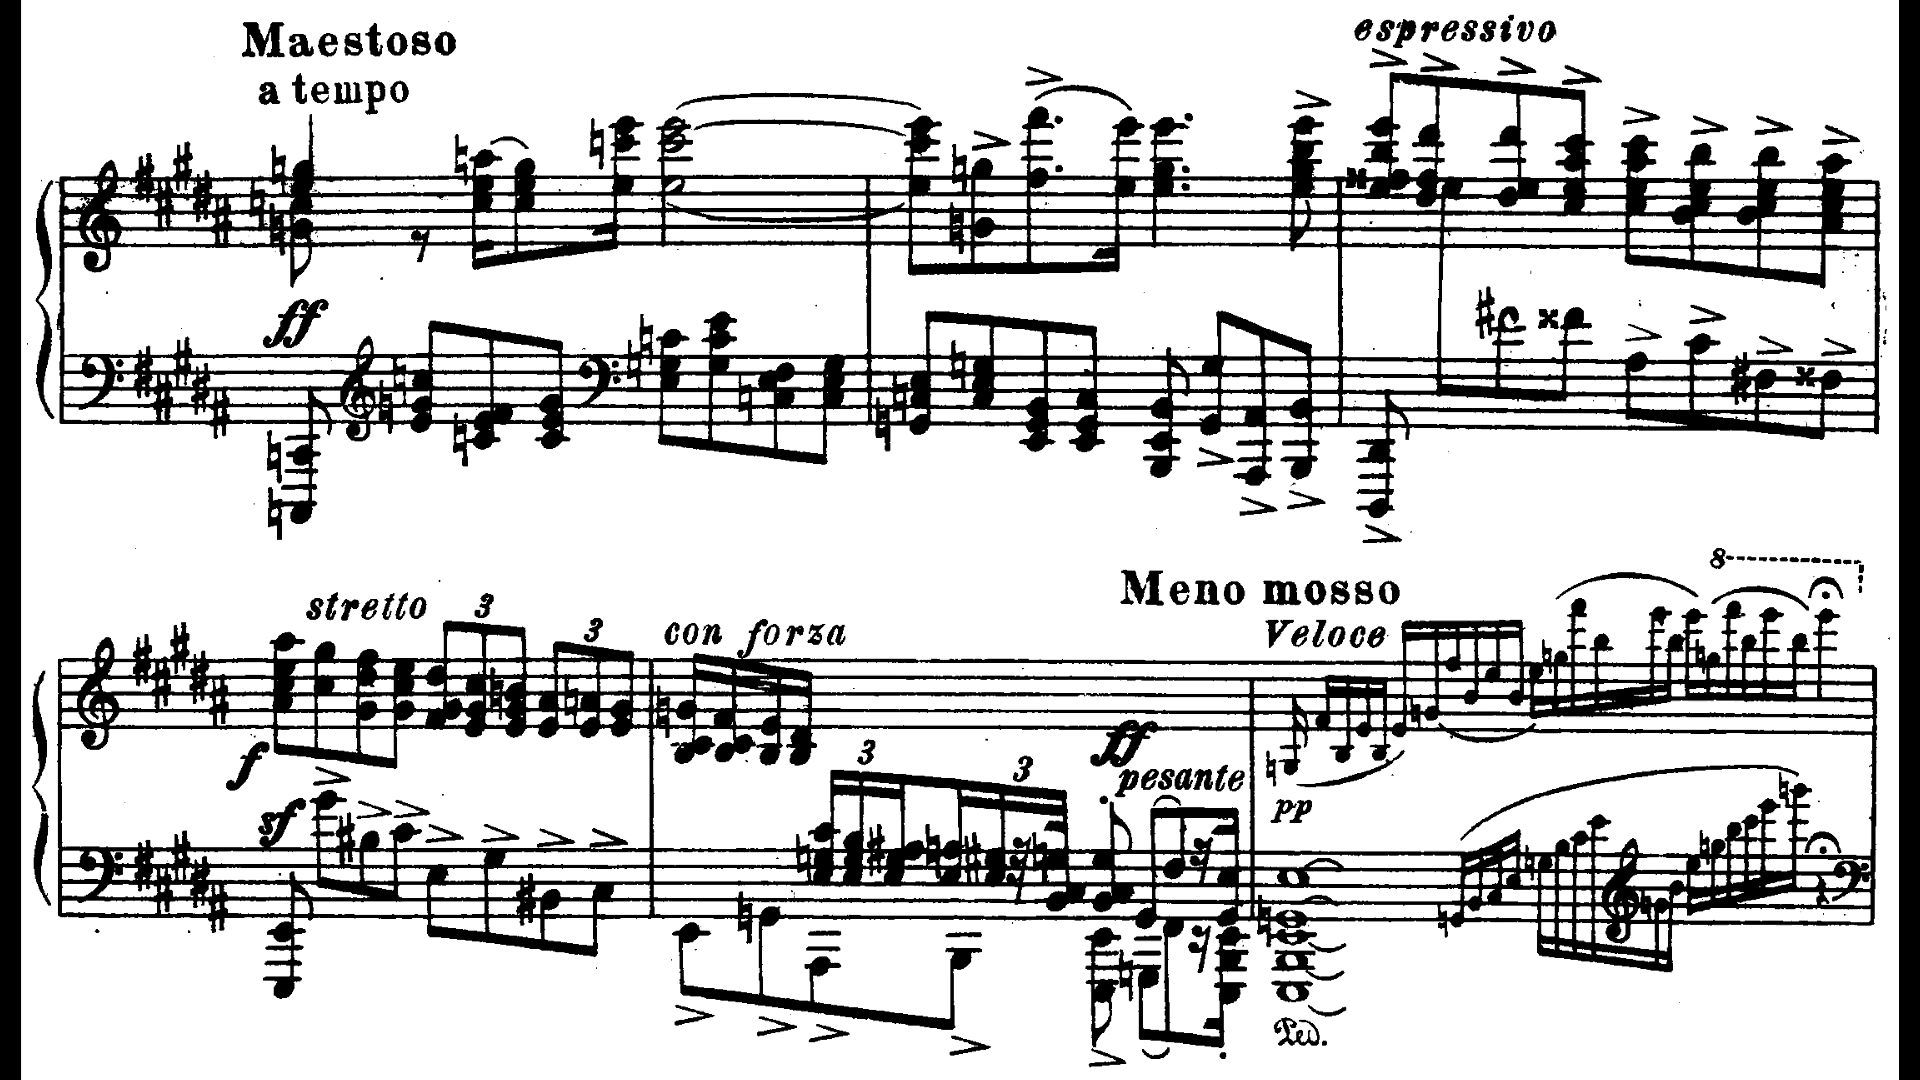 Maestoso
a tempo
espressivo
ff
8
Meno mosso
stretto
3
3
con forza
Veloce
f
sf
3
3
ff
pesante
pp
Ped.